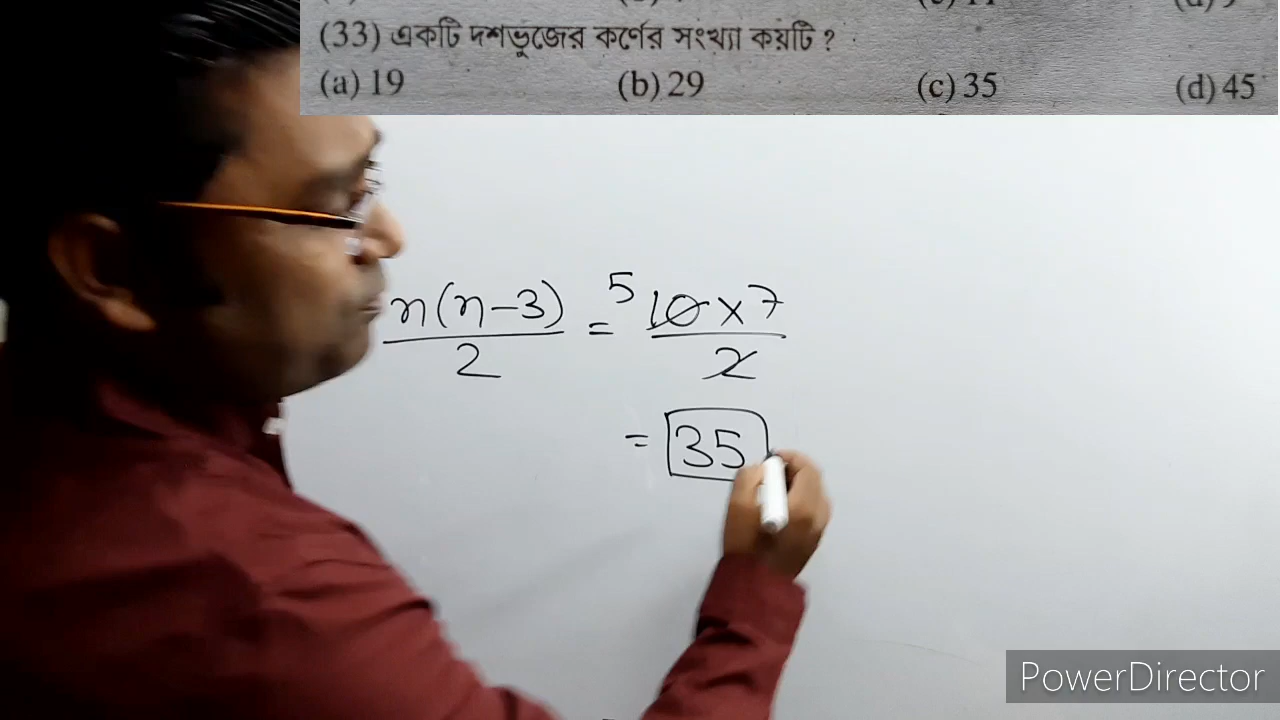 (33) একটি দশভুজের কর্ণের সংখ্যা কয়টি ?
(a) 19 (b) 29 (c) 35 (d) 45
n(n-3) = 5 10 x 7
2 2
= 35
PowerDirector